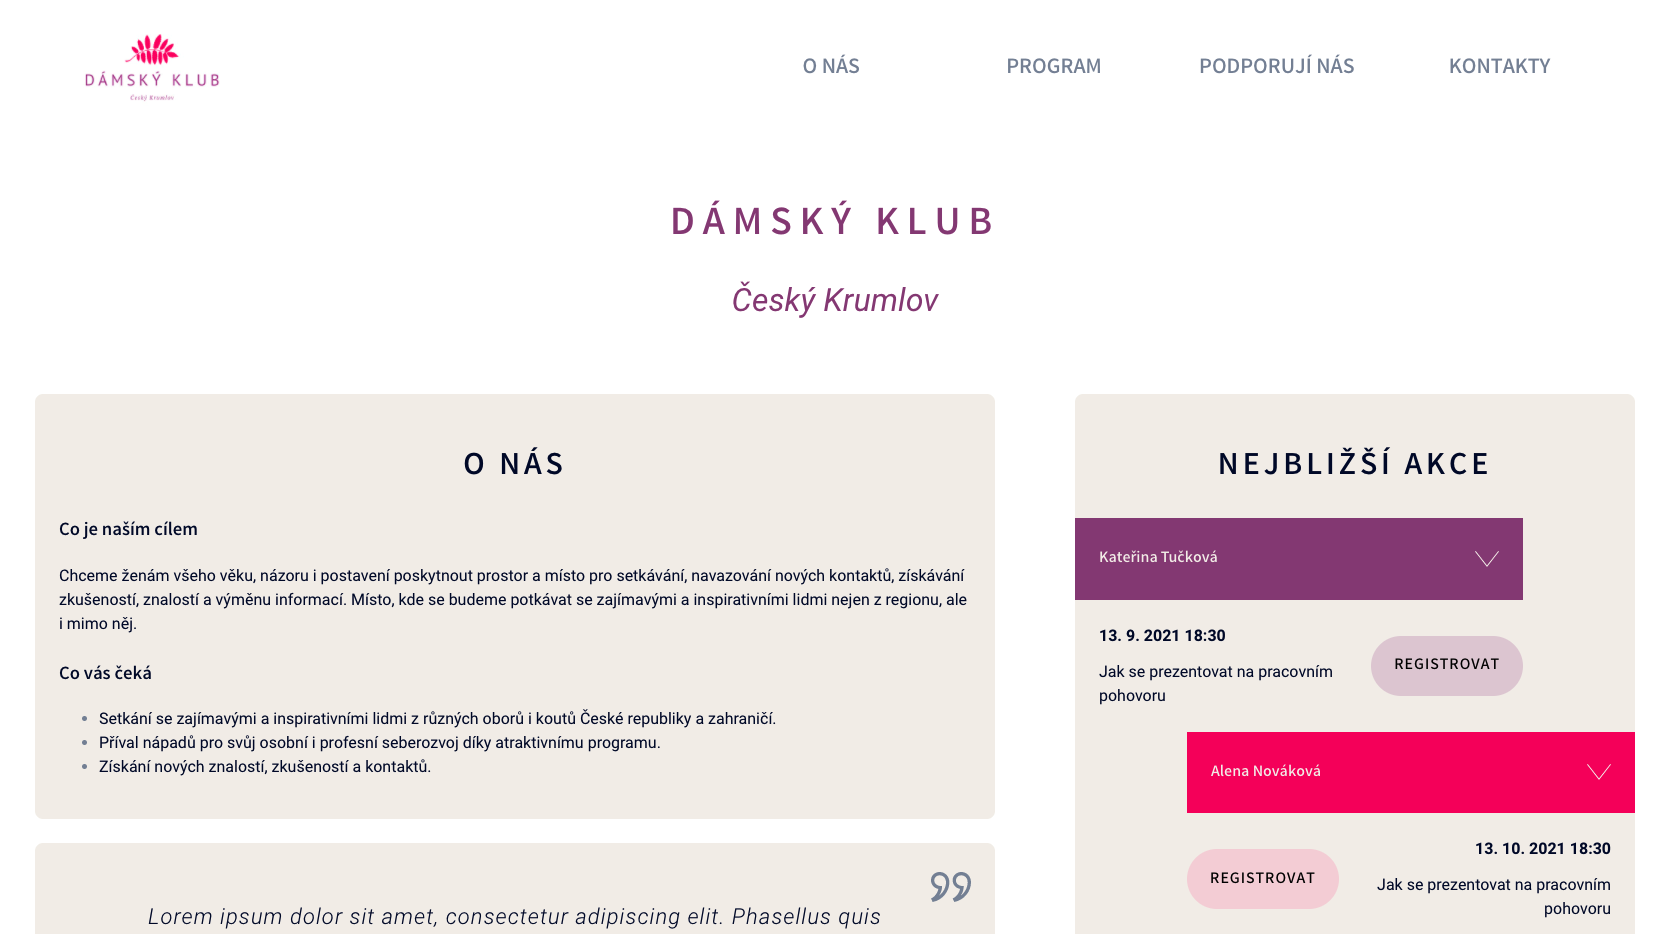 DÁMSKÝ KLUB
Český Krumlov
O NÁS
PROGRAM
PODPORUJÍ NÁS
KONTAKTY
DÁMSKÝ KLUB
Český Krumlov
O NÁS
Co je naším cílem
Chceme ženám všeho věku, názoru i postavení poskytnout prostor a místo pro setkávání, navazování nových kontaktů, získávání
zkušeností, znalostí a výměnu informací. Místo, kde se budeme potkávat se zajímavými a inspirativními lidmi nejen z regionu, ale
i mimo něj.
Co vás čeká
• Setkání se zajímavými a inspirativními lidmi z různých oborů i koutů České republiky a zahraničí.
• Příval nápadů pro svůj osobní i profesní seberozvoj díky atraktivnímu programu.
• Získání nových znalostí, zkušeností a kontaktů.
Lorem ipsum dolor sit amet, consectetur adipiscing elit. Phasellus quis
NEJBLIŽŠÍ AKCE
Kateřina Tučková
13. 9. 2021 18:30
Jak se prezentovat na pracovním
pohovoru
REGISTROVAT
Alena Nováková
13. 10. 2021 18:30
REGISTROVAT
Jak se prezentovat na pracovním
pohovoru